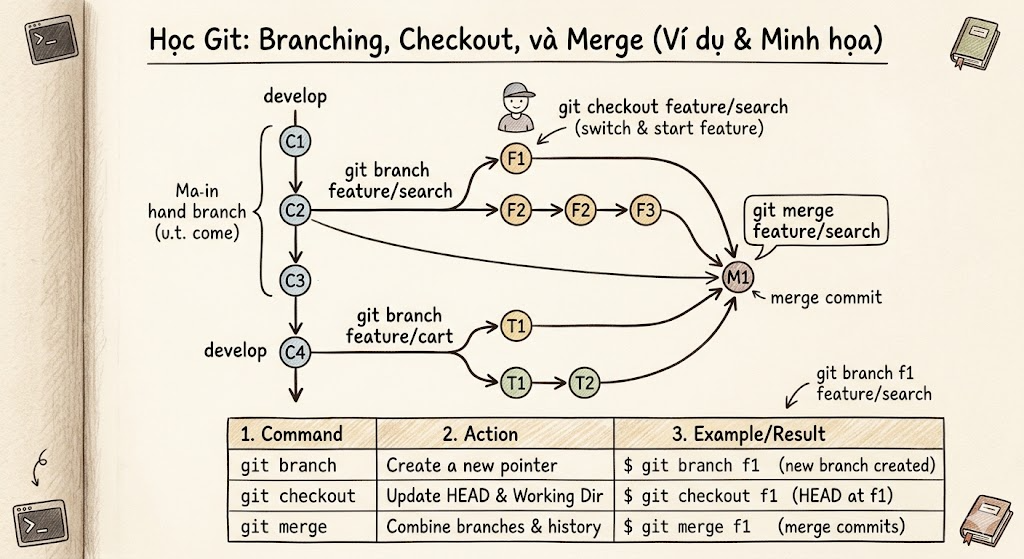 Học Git: Branching, Checkout, và Merge (Ví dụ & Minh họa)
develop
C1
git checkout feature/search
(switch & start feature)
F1
git branch
feature/search
Ma-in
hand branch
(u.t. come)
C2
F2
F2
F3
git merge
feature/search
C3
M1
merge commit
git branch
feature/cart
T1
develop
C4
T1
T2
git branch f1
feature/search
1. Command
2. Action
3. Example/Result
git branch
Create a new pointer
$ git branch f1 (new branch created)
git checkout
Update HEAD & Working Dir
$ git checkout f1 (HEAD at f1)
git merge
Combine branches & history
$ git merge f1 (merge commits)